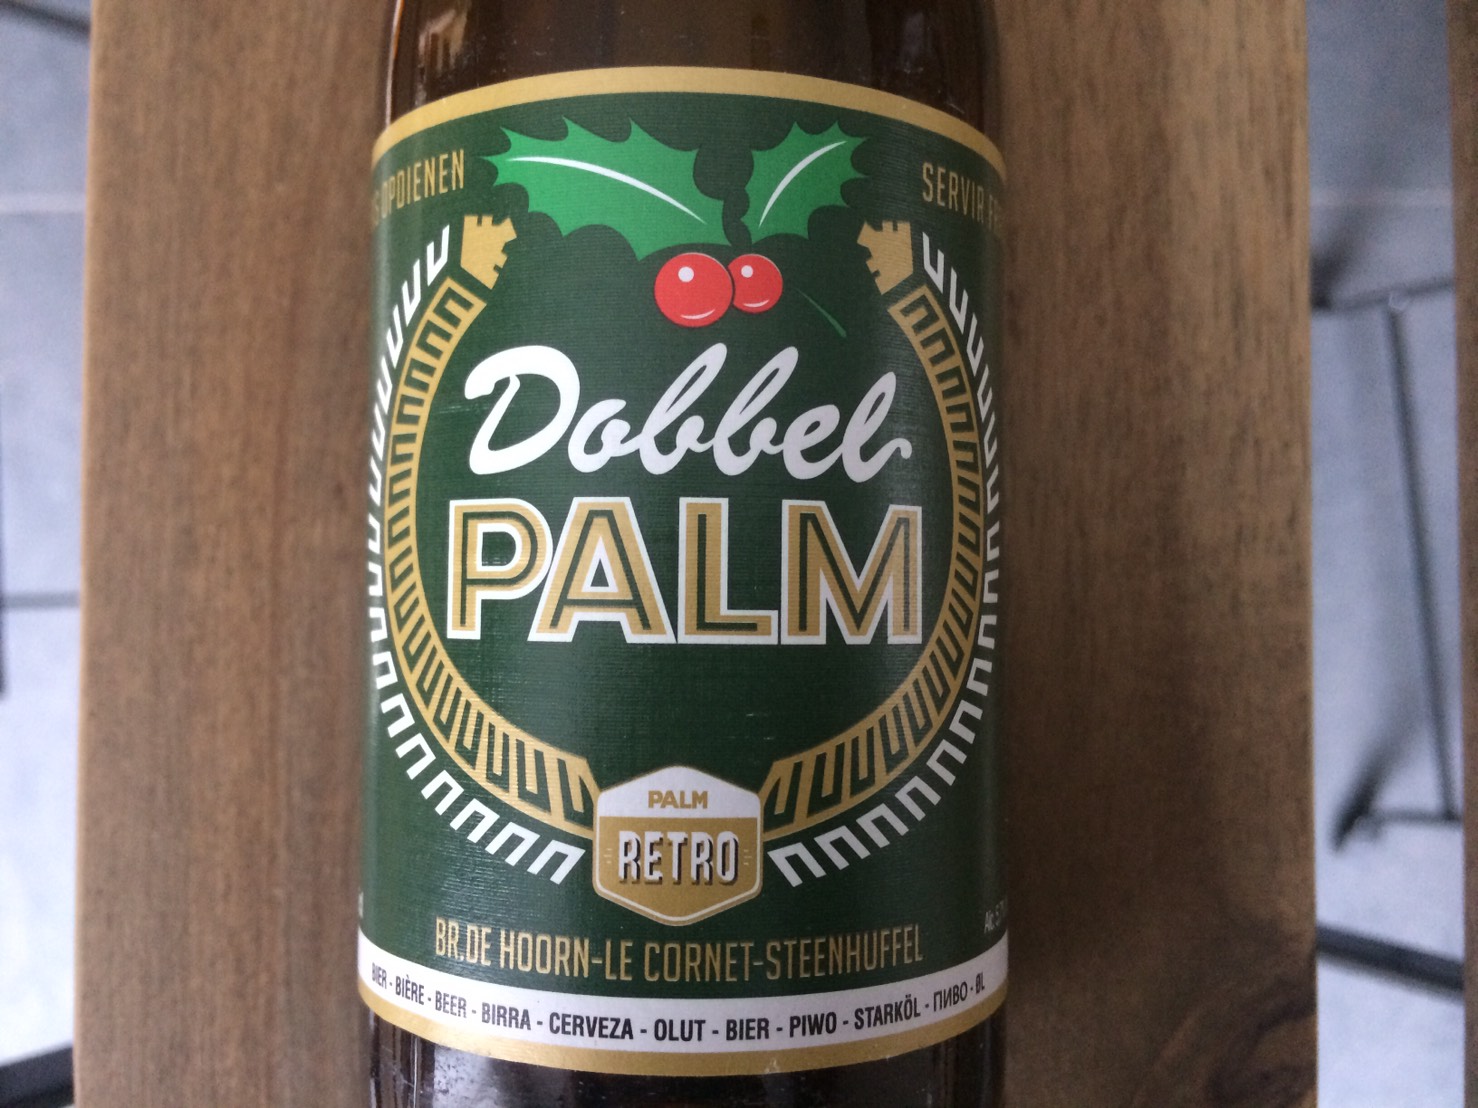 OPDIENEN
SERVIR
Dobbel
PALM
PALM
RETRO
BR.DE HOORN-LE CORNET-STEENHUFFEL
BIER - BIÈRE - BEER - BIRRA - CERVEZA - OLUT - BIER - PIWO - STARKÖL - ПИВО - ØL